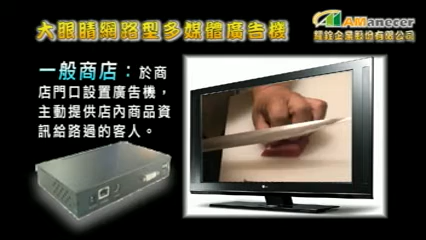 大眼睛網路型多媒體廣告機
AManecer
耀銓企業股份有限公司
一般商店：於商
店門口設置廣告機，
主動提供店內商品資
訊給路過的客人。